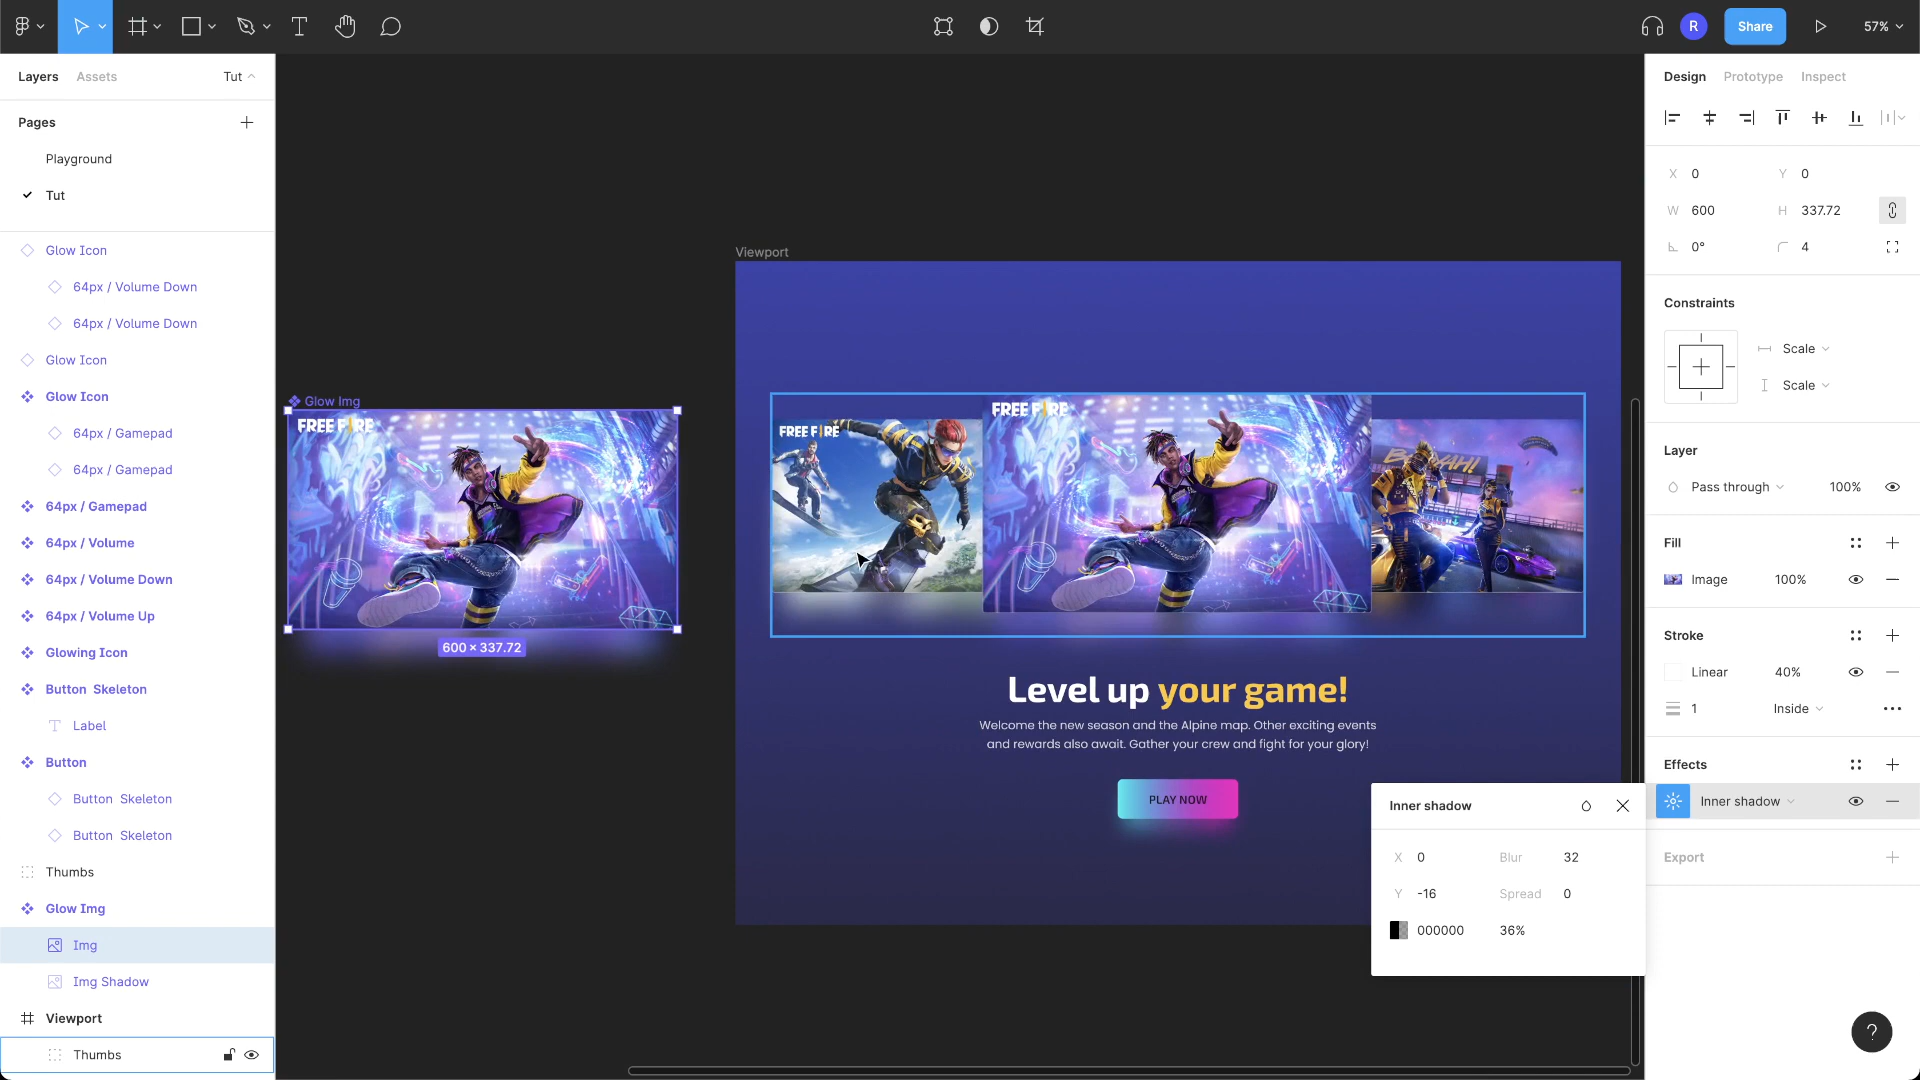 R
Share
57%
Layers
Assets
Tut
Pages
Playground
Tut
Glow Icon
64px / Volume Down
64px / Volume Down
Glow Icon
Glow Icon
64px / Gamepad
64px / Gamepad
64px / Gamepad
64px / Volume
64px / Volume Down
64px / Volume Up
Glowing Icon
Button Skeleton
Label
Button
Button Skeleton
Button Skeleton
Thumbs
Glow Img
Img
Img Shadow
Viewport
Thumbs
Glow Img
FREE FIRE
600 × 337.72
Viewport
FREE FIRE
FREE FIRE
BOOYAH!
Level up your game!
Welcome the new season and the Alpine map. Other exciting events
and rewards also await. Gather your crew and fight for your glory!
PLAY NOW
Inner shadow
X 0 Blur 32
Y -16 Spread 0
000000 36%
Design Prototype Inspect
X 0 Y 0
W 600 H 337.72
0° 4
Constraints
Scale
Scale
Layer
Pass through 100%
Fill
Image 100%
Stroke
Linear 40%
1 Inside
Effects
Inner shadow
Export
?